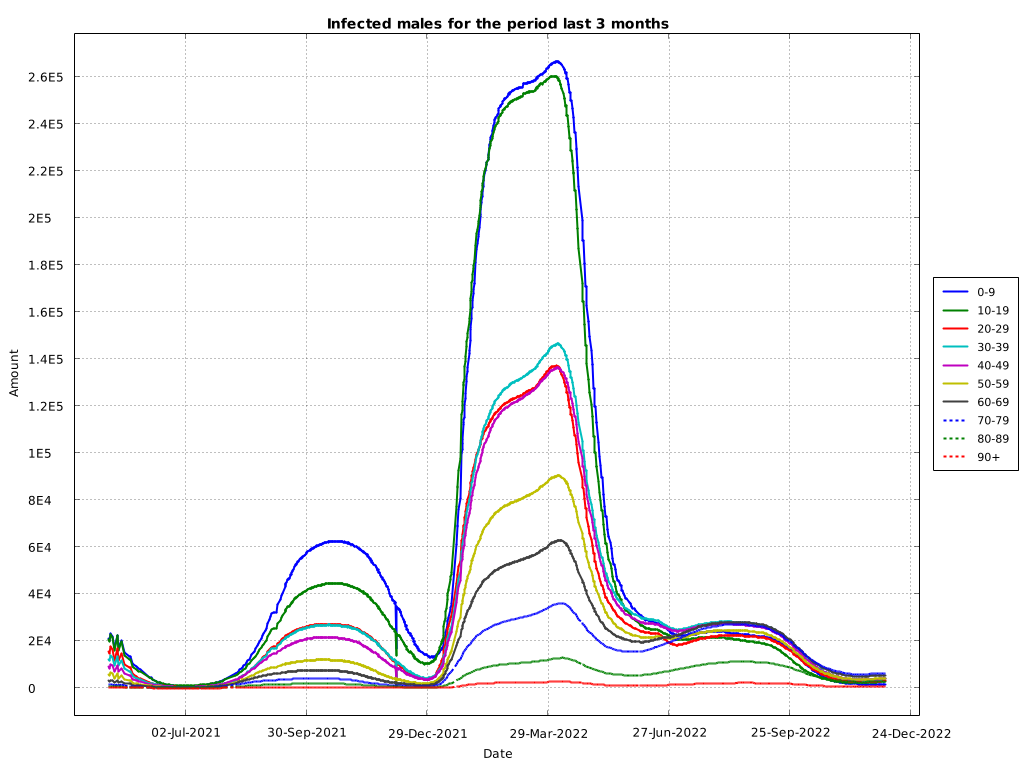 Infected males for the period last 3 months
Amount
2.6E5
2.4E5
2.2E5
2E5
1.8E5
1.6E5
1.4E5
1.2E5
1E5
8E4
6E4
4E4
2E4
0
02-Jul-2021
30-Sep-2021
29-Dec-2021
29-Mar-2022
27-Jun-2022
25-Sep-2022
24-Dec-2022
Date
0-9
10-19
20-29
30-39
40-49
50-59
60-69
70-79
80-89
90+